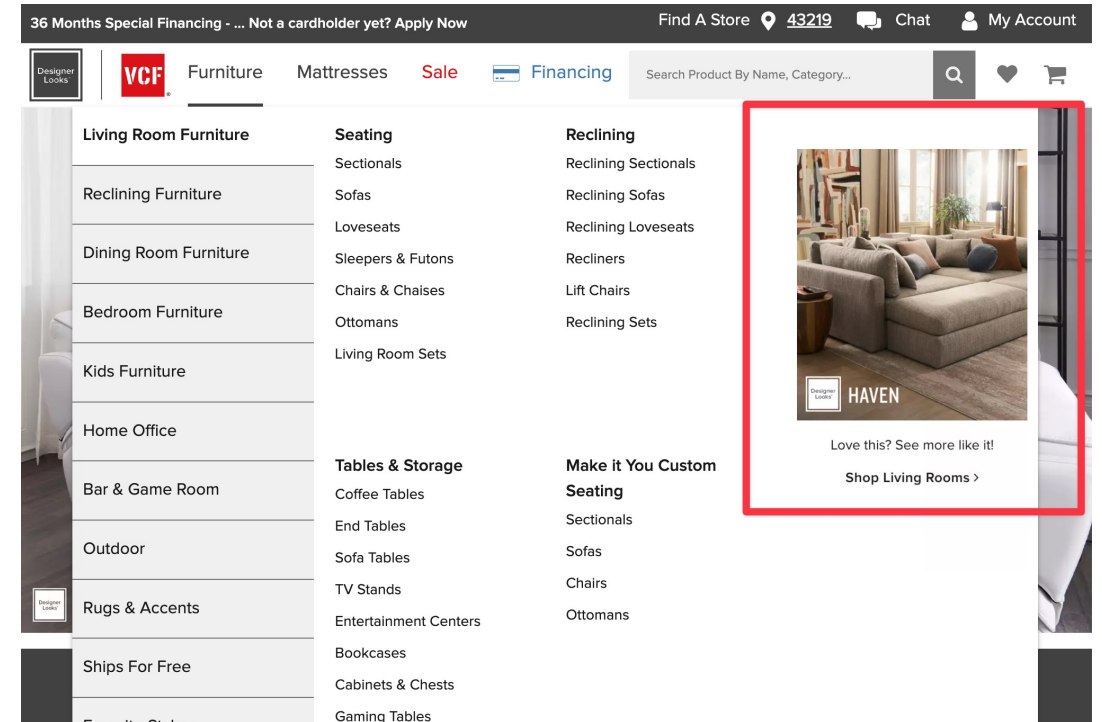 36 Months Special Financing - ... Not a cardholder yet? Apply Now
Find A Store 43219 Chat My Account
Designer
Looks
VCF
Furniture Mattresses Sale Financing
Search Product By Name, Category...
Living Room Furniture
Reclining Furniture
Dining Room Furniture
Bedroom Furniture
Kids Furniture
Home Office
Bar & Game Room
Outdoor
Rugs & Accents
Ships For Free
Seating
Sectionals
Sofas
Loveseats
Sleepers & Futons
Chairs & Chaises
Ottomans
Living Room Sets
Reclining
Reclining Sectionals
Reclining Sofas
Reclining Loveseats
Recliners
Lift Chairs
Reclining Sets
Tables & Storage
Coffee Tables
End Tables
Sofa Tables
TV Stands
Entertainment Centers
Bookcases
Cabinets & Chests
Gaming Tables
Make it You Custom
Seating
Sectionals
Sofas
Chairs
Ottomans
Designer
Looks
HAVEN
Love this? See more like it!
Shop Living Rooms >
Designer
Looks